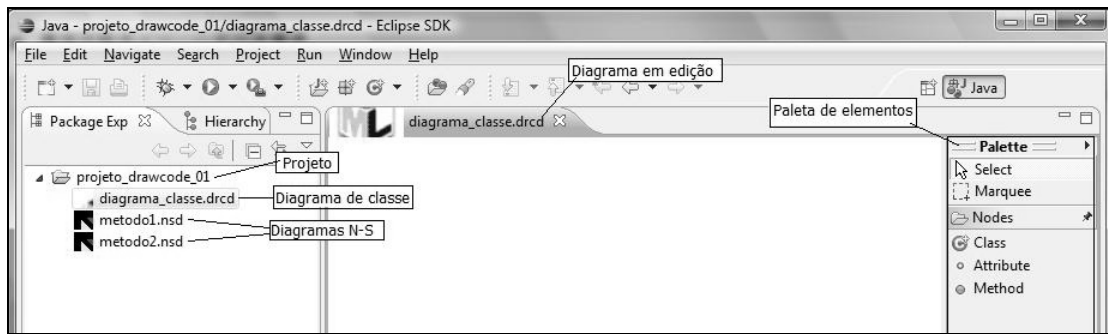 Java - projeto_drawcode_01/diagrama_classe.drcd - Eclipse SDK
File Edit Navigate Search Project Run Window Help
Diagrama em edição
Java
Package Exp Hierarchy
ML diagrama_classe.drcd
Paleta de elementos
Palette
Projeto
Select
projeto_drawcode_01
Marquee
diagrama_classe.drcd Diagrama de classe
Nodes
metodo1.nsd
Diagramas N-S
metodo2.nsd
Class
Attribute
Method